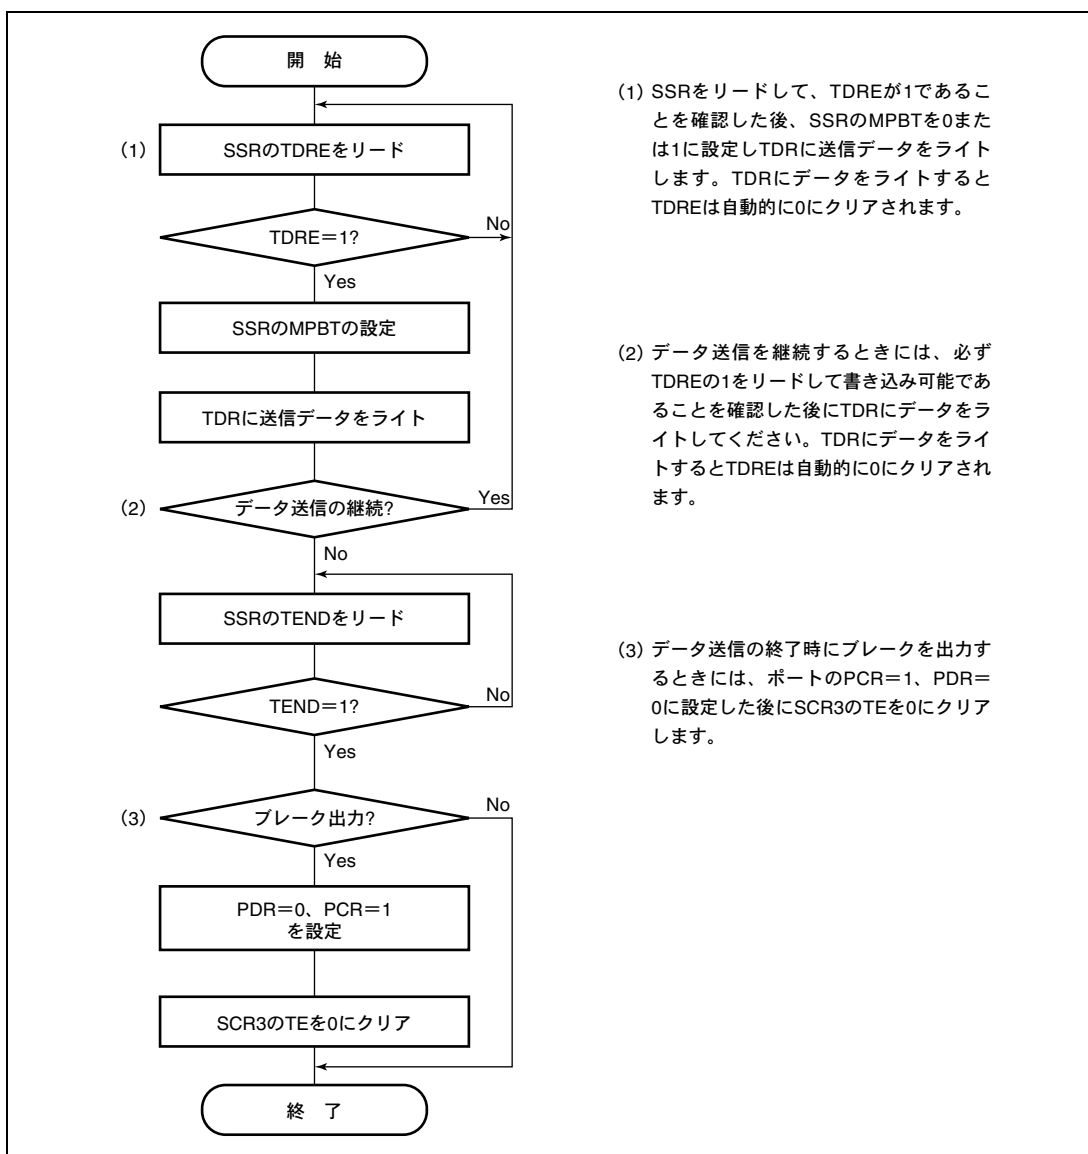 開　始
(1)
SSRのTDREをリード
TDRE＝1?
No
Yes
SSRのMPBTの設定
TDRに送信データをライト
(2)
データ送信の継続?
Yes
No
SSRのTENDをリード
TEND＝1?
No
Yes
(3)
ブレーク出力?
No
Yes
PDR＝0、PCR＝1
を設定
SCR3のTEを0にクリア
終　了
(1) SSRをリードして、TDREが1であるこ
とを確認した後、SSRのMPBTを0また
は1に設定しTDRに送信データをライト
します。TDRにデータをライトすると
TDREは自動的に0にクリアされます。
(2) データ送信を継続するときには、必ず
TDREの1をリードして書き込み可能であ
ることを確認した後にTDRにデータをラ
イトしてください。TDRにデータをライ
トするとTDREは自動的に0にクリアされ
ます。
(3) データ送信の終了時にブレークを出力す
るときには、ポートのPCR＝1、PDR＝
0に設定した後にSCR3のTEを0にクリア
します。